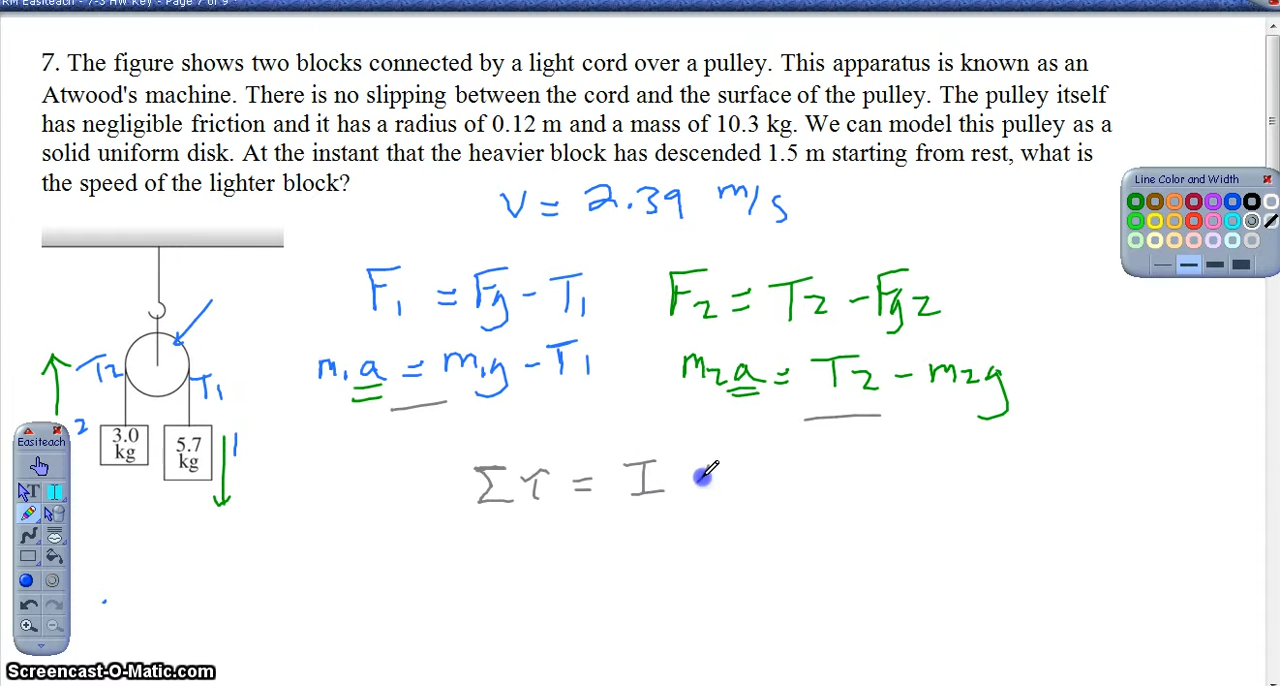 RM Easiteach - 7-3 HW Key - Page 7 of 9
7. The figure shows two blocks connected by a light cord over a pulley. This apparatus is known as an
Atwood's machine. There is no slipping between the cord and the surface of the pulley. The pulley itself
has negligible friction and it has a radius of 0.12 m and a mass of 10.3 kg. We can model this pulley as a
solid uniform disk. At the instant that the heavier block has descended 1.5 m starting from rest, what is
the speed of the lighter block?
Line Color and Width
V = 2.39 m/s
F1 = Fg - T1
F2 = T2 - Fg2
T2
T1
m1a = m1g - T1
m2a = T2 - m2g
Easiteach
2
3.0
kg
5.7
kg
1
T
Στ = I
Screencast-O-Matic.com